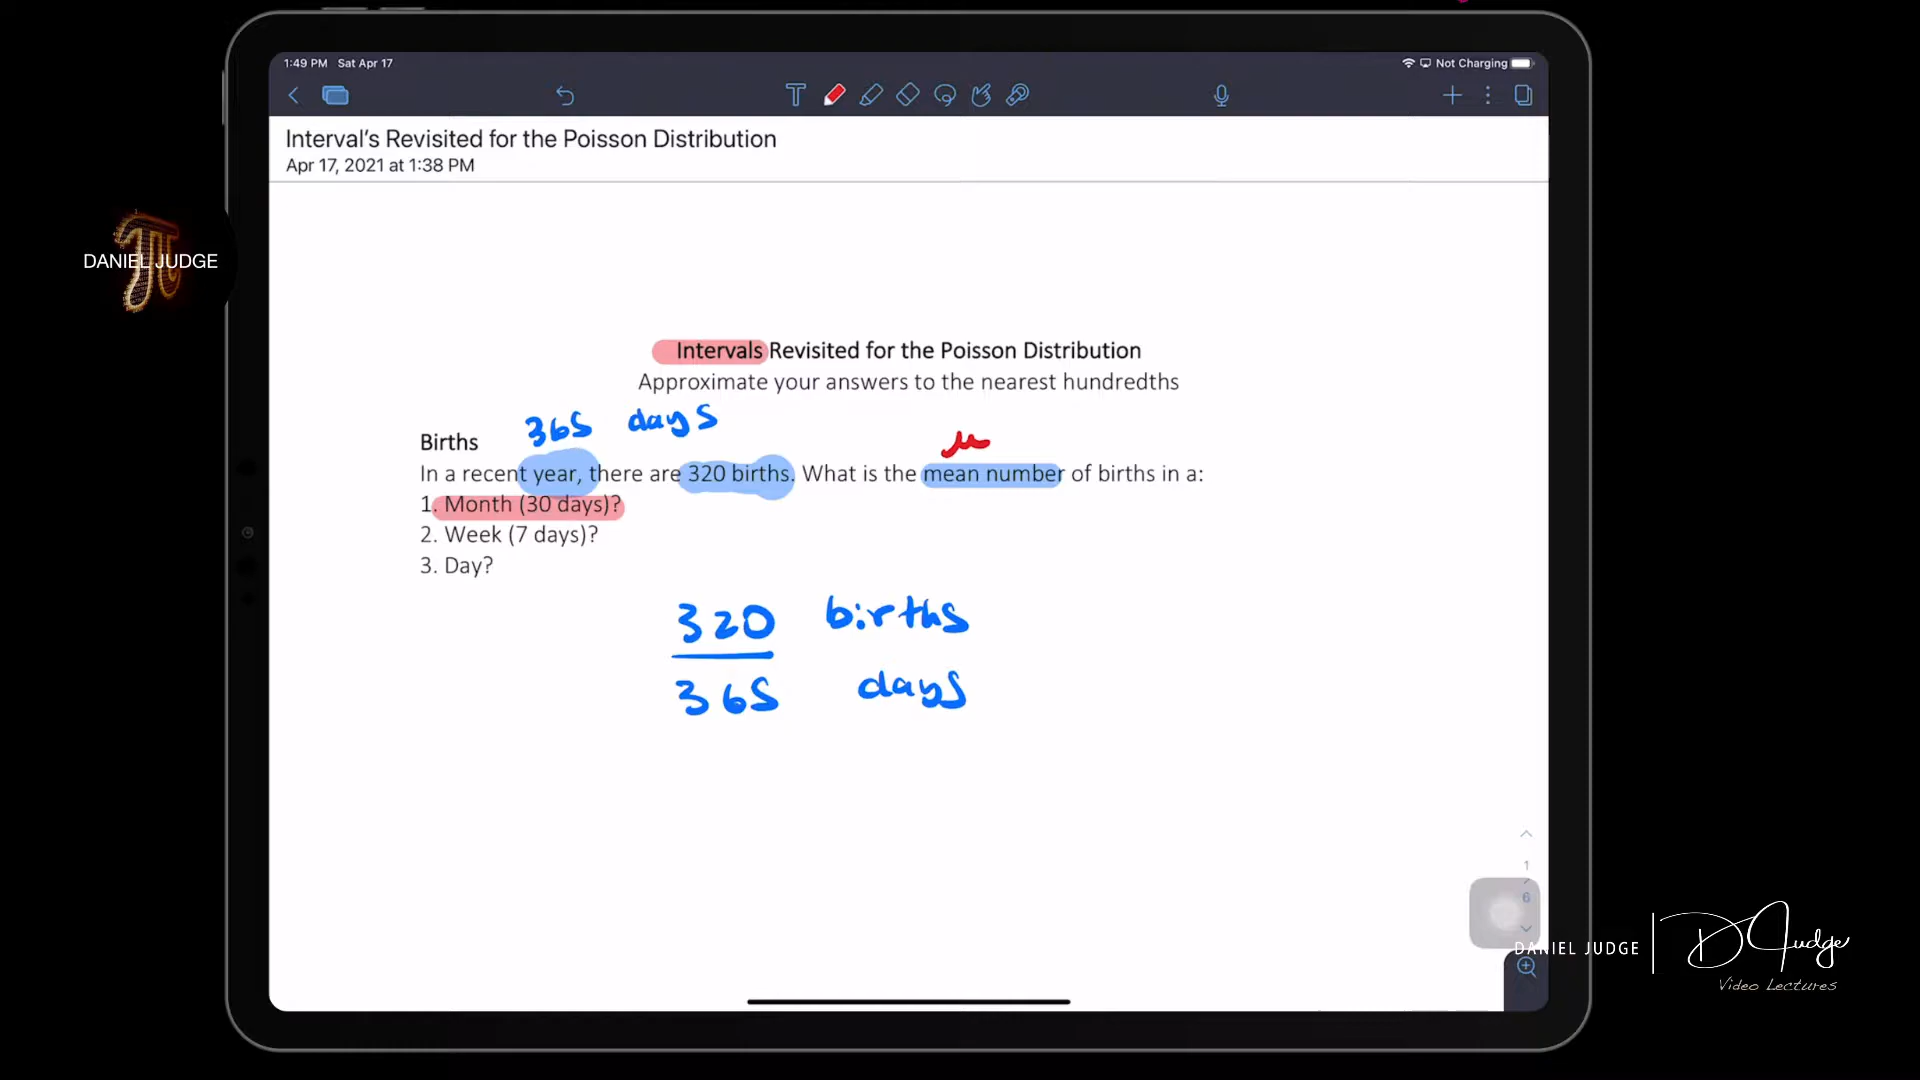 1:49 PM Sat Apr 17
Not Charging
Interval's Revisited for the Poisson Distribution
Apr 17, 2021 at 1:38 PM
DANIEL JUDGE
Intervals Revisited for the Poisson Distribution
Approximate your answers to the nearest hundredths
365 days
Births
μ
In a recent year, there are 320 births. What is the mean number of births in a:
1. Month (30 days)?
2. Week (7 days)?
3. Day?
320 births
365 days
1
6
DANIEL JUDGE
DJudge
Video Lectures